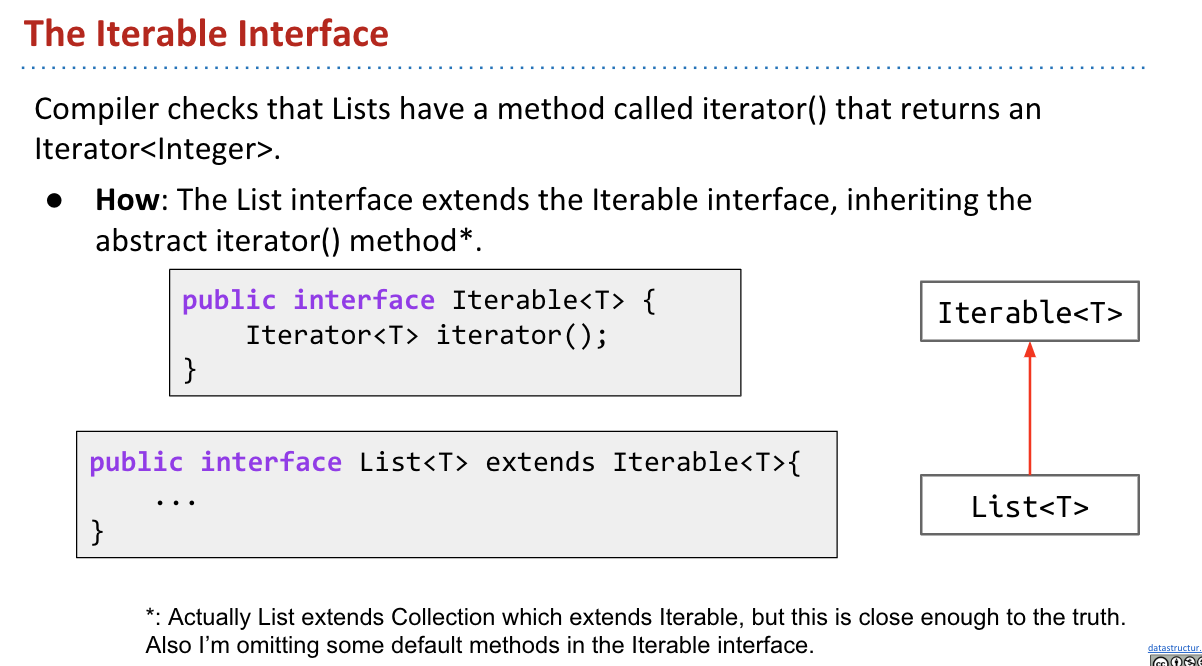 The Iterable Interface
Compiler checks that Lists have a method called iterator() that returns an
Iterator<Integer>.
● How: The List interface extends the Iterable interface, inheriting the
abstract iterator() method*.
public interface Iterable<T> {
    Iterator<T> iterator();
}
Iterable<T>
public interface List<T> extends Iterable<T>{
    ...
}
List<T>
*: Actually List extends Collection which extends Iterable, but this is close enough to the truth.
Also I’m omitting some default methods in the Iterable interface.
datastructur.